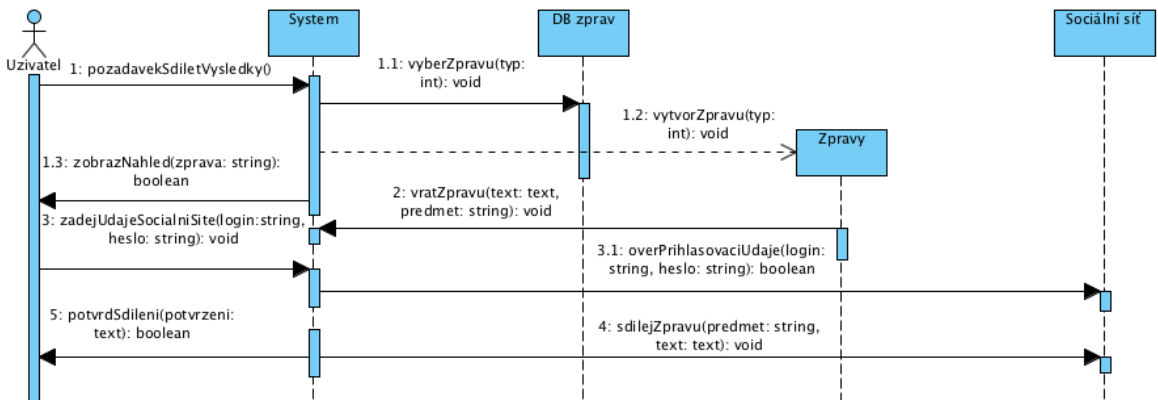 System
DB zprav
Sociální síť
Uzivatel
1: pozadavekSdiletVysledky()
1.1: vyberZpravu(typ:
int): void
1.2: vytvorZpravu(typ:
int): void
Zpravy
1.3: zobrazNahled(zprava: string):
boolean
2: vratZpravu(text: text,
predmet: string): void
3: zadejUdajeSocialniSite(login:string,
heslo: string): void
3.1: overPrihlasovaciUdaje(login:
string, heslo: string): boolean
5: potvrdSdileni(potvrzeni:
text): boolean
4: sdilejZpravu(predmet: string,
text: text): void